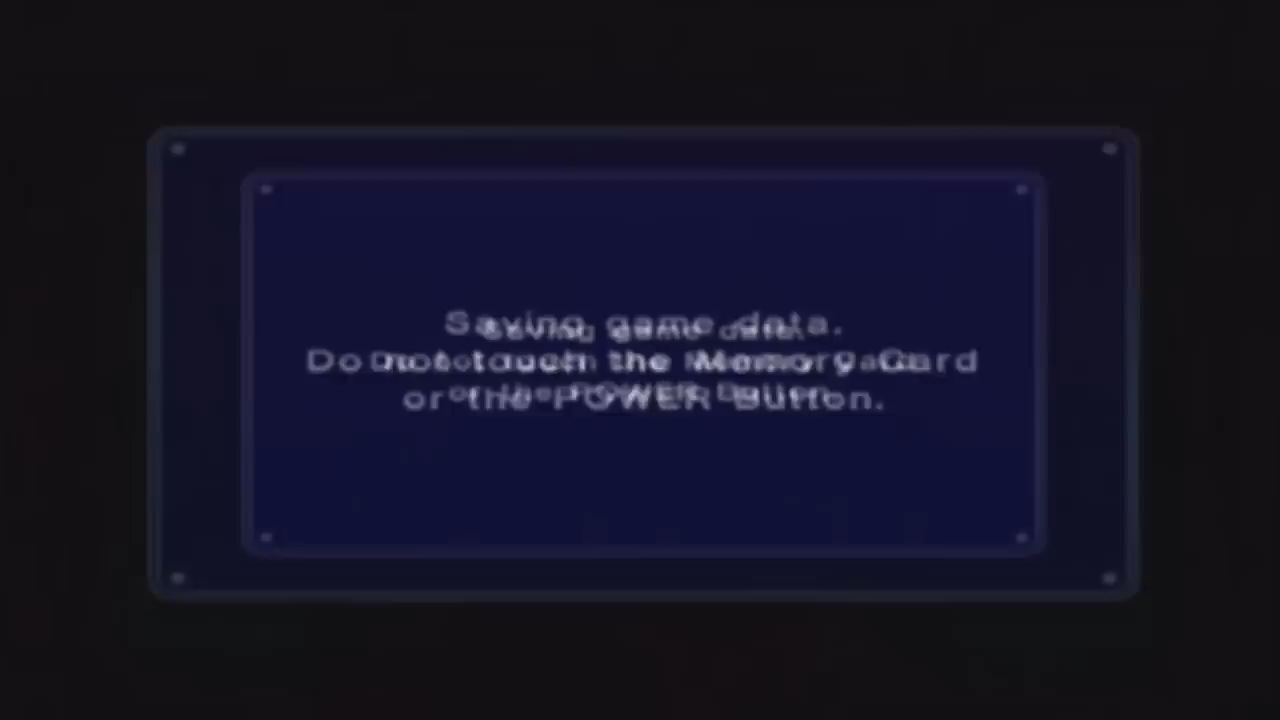 Saving game data.
Do not touch the Memory Card
or the POWER Button.